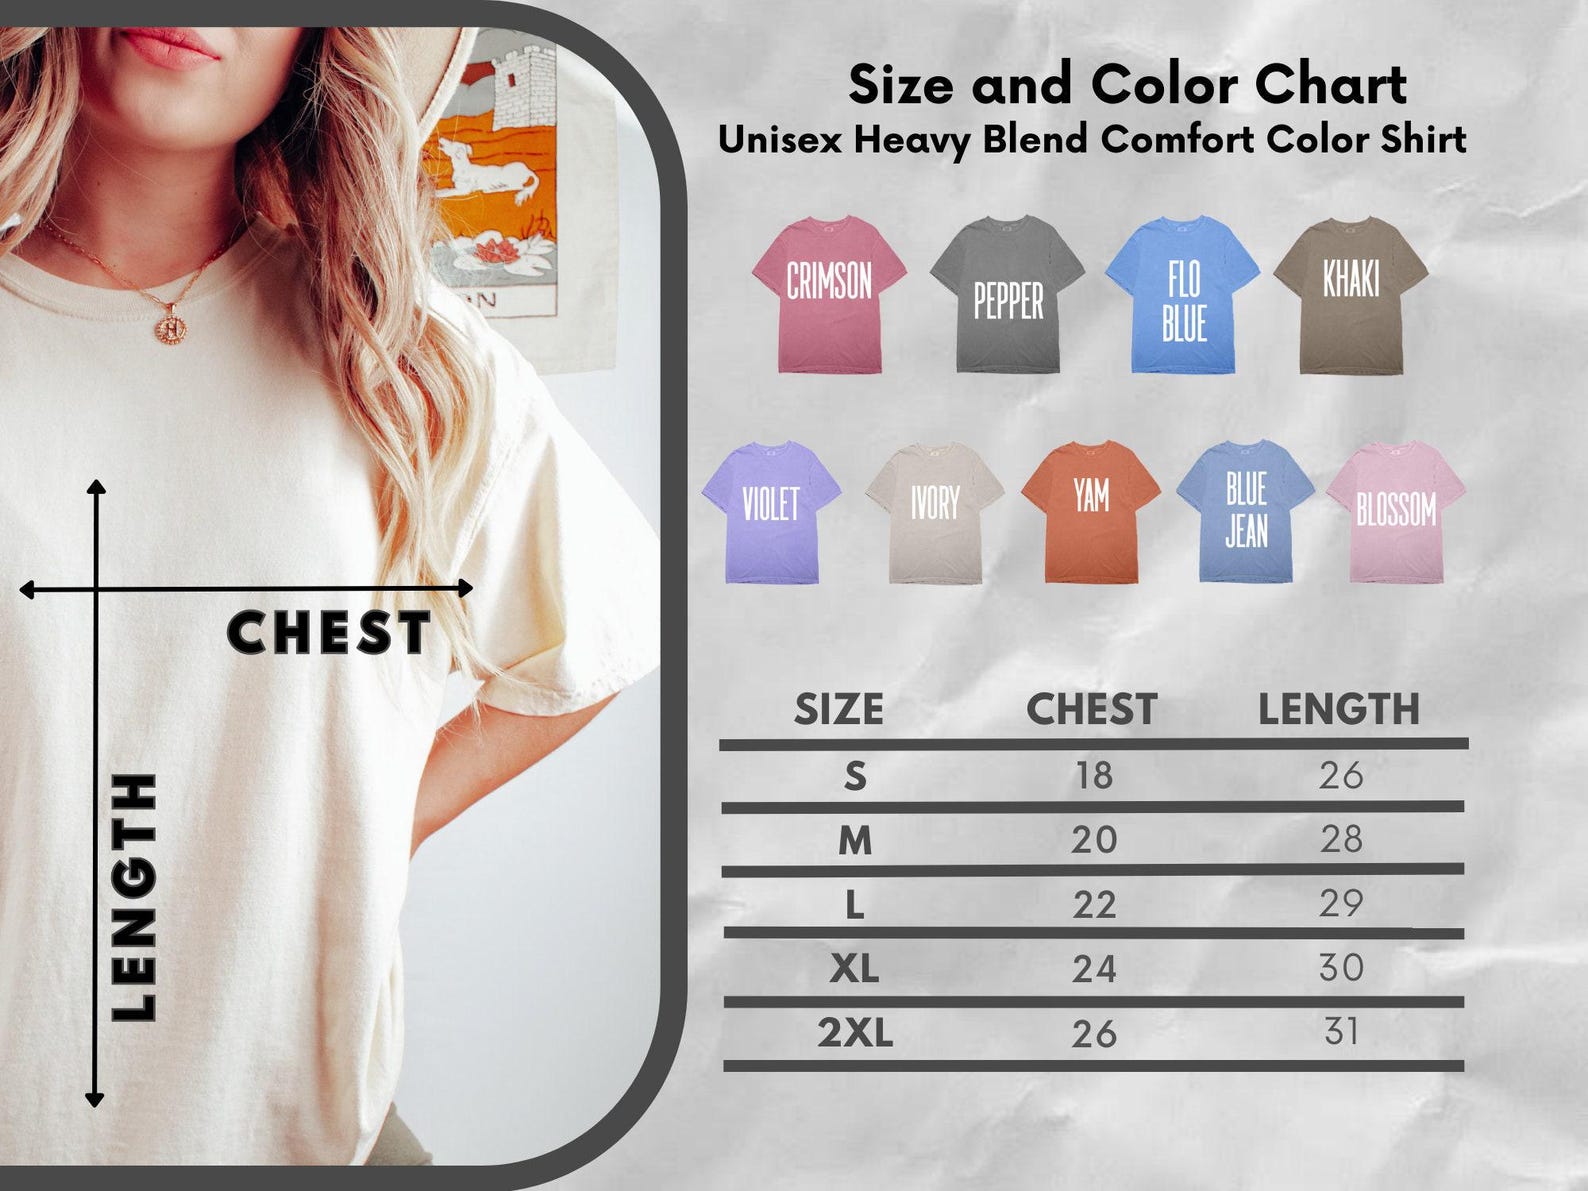 Size and Color Chart
Unisex Heavy Blend Comfort Color Shirt
CRIMSON
PEPPER
FLO
BLUE
KHAKI
VIOLET
IVORY
YAM
BLUE
JEAN
BLOSSOM
CHEST
LENGTH
SIZE CHEST LENGTH
S 18 26
M 20 28
L 22 29
XL 24 30
2XL 26 31